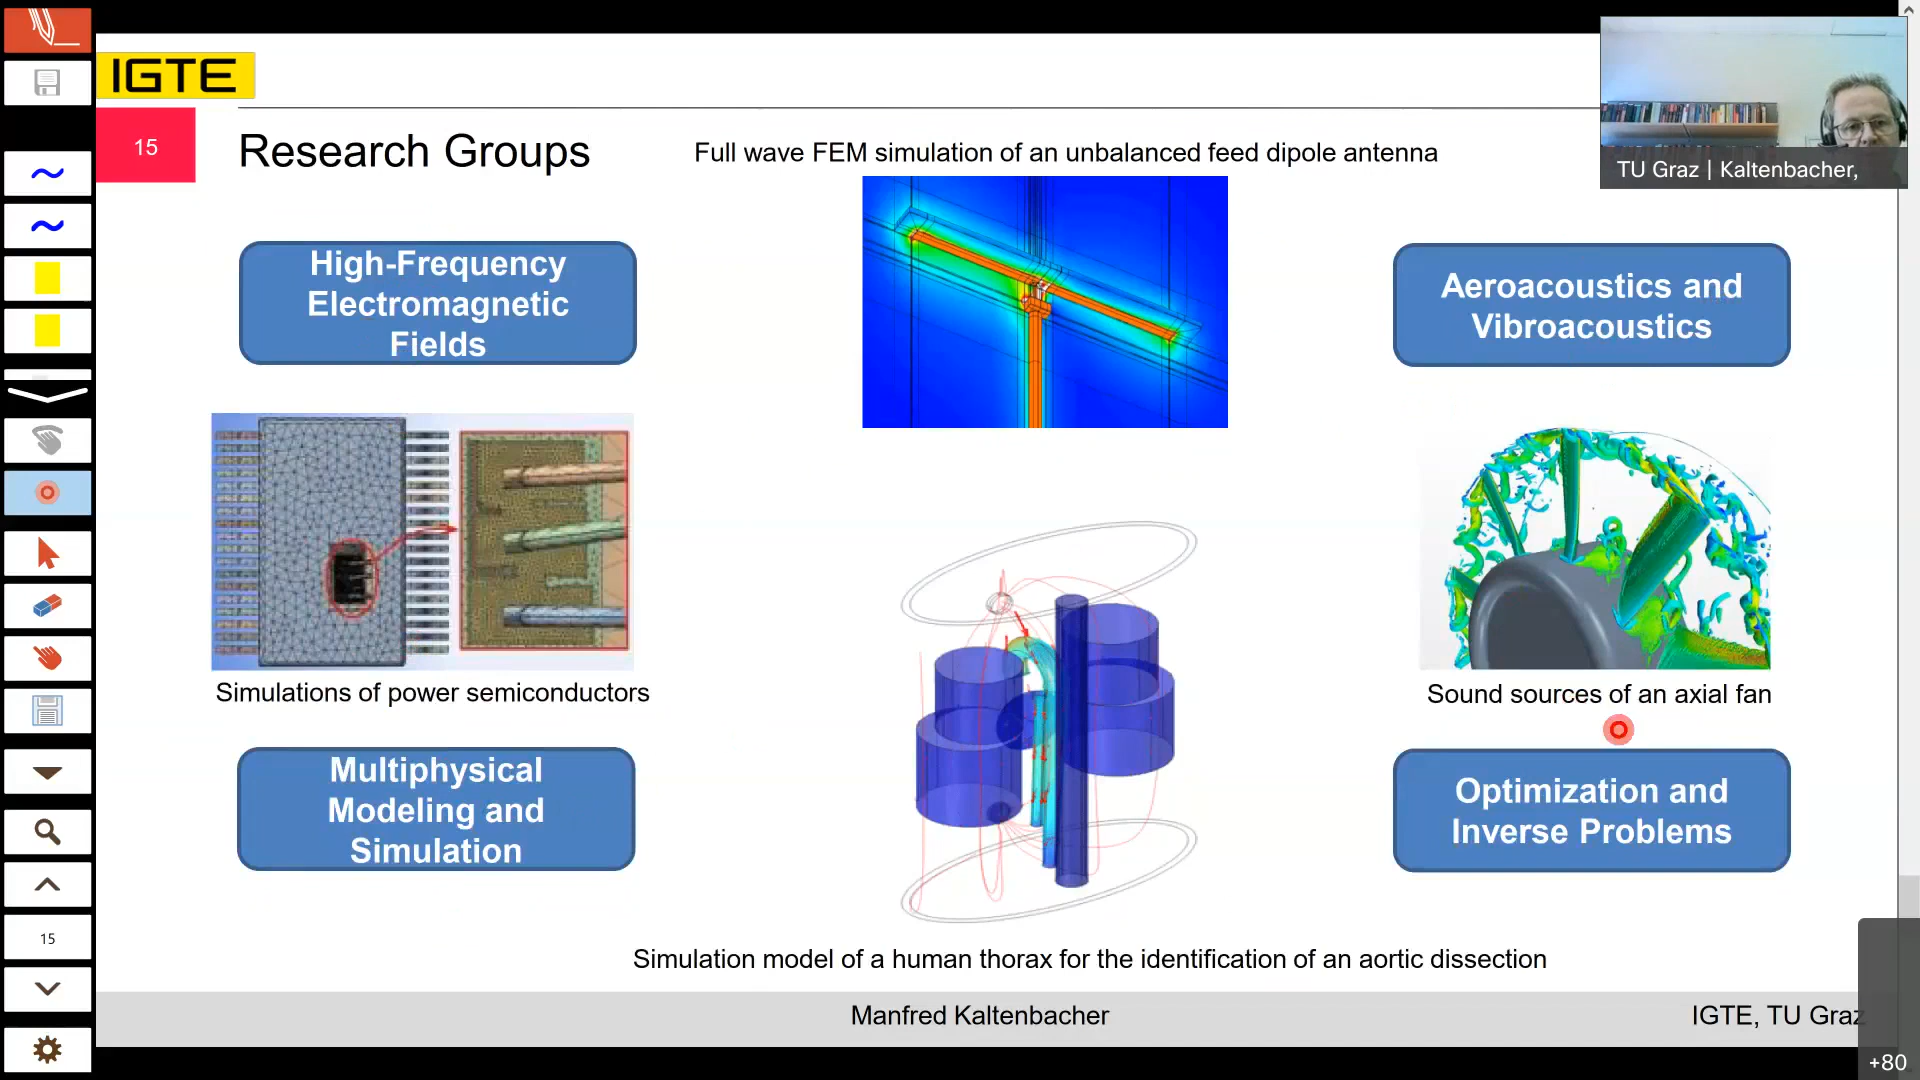 IGTE
TU Graz | Kaltenbacher,
15
Research Groups
Full wave FEM simulation of an unbalanced feed dipole antenna
High-Frequency
Electromagnetic
Fields
Aeroacoustics and
Vibroacoustics
Simulations of power semiconductors
Sound sources of an axial fan
Multiphysical
Modeling and
Simulation
Optimization and
Inverse Problems
15
Simulation model of a human thorax for the identification of an aortic dissection
Manfred Kaltenbacher
IGTE, TU Graz
+80